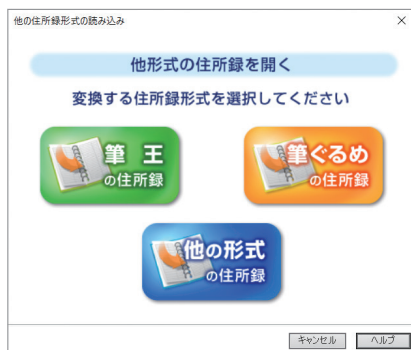 他の住所録形式の読み込み
他形式の住所録を開く
変換する住所録形式を選択してください
筆 王
の住所録
筆ぐるめ
の住所録
他の形式
の住所録
キャンセル
ヘルプ